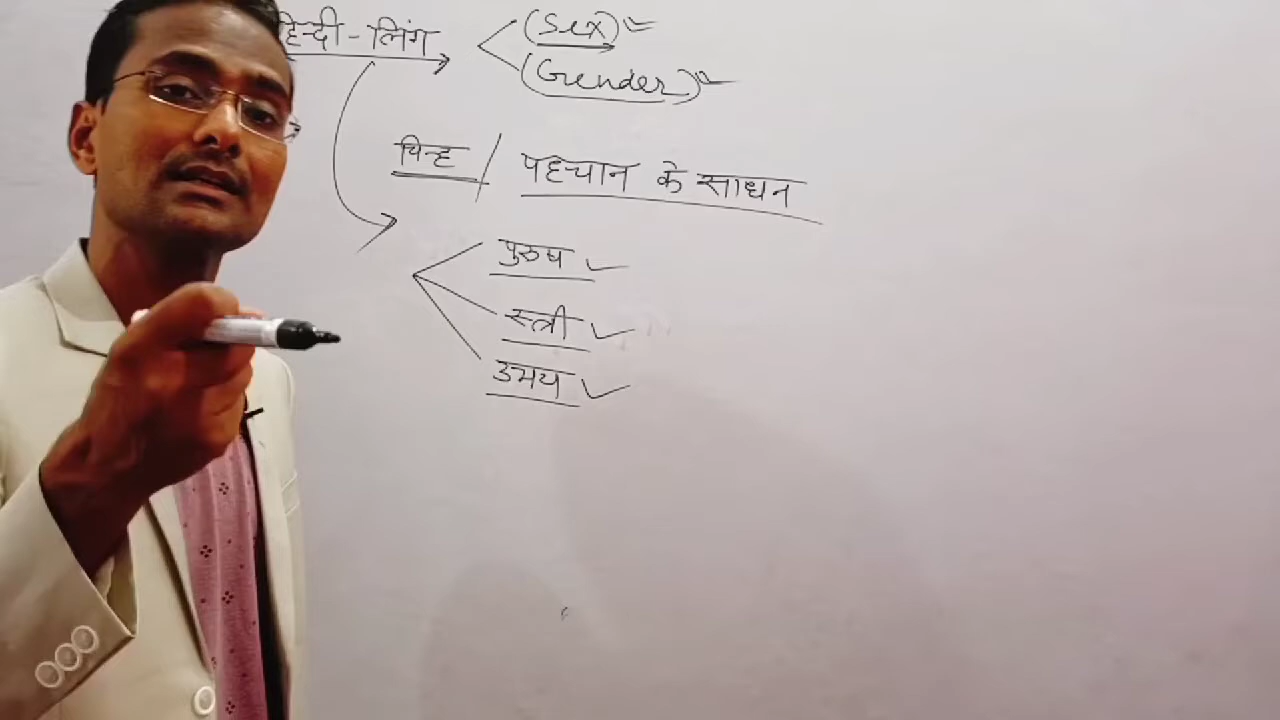 हिन्दी - लिंग
(Sex)
(Gender)
चिन्ह / पहचान के साधन
पुरुष
स्त्री
उभय